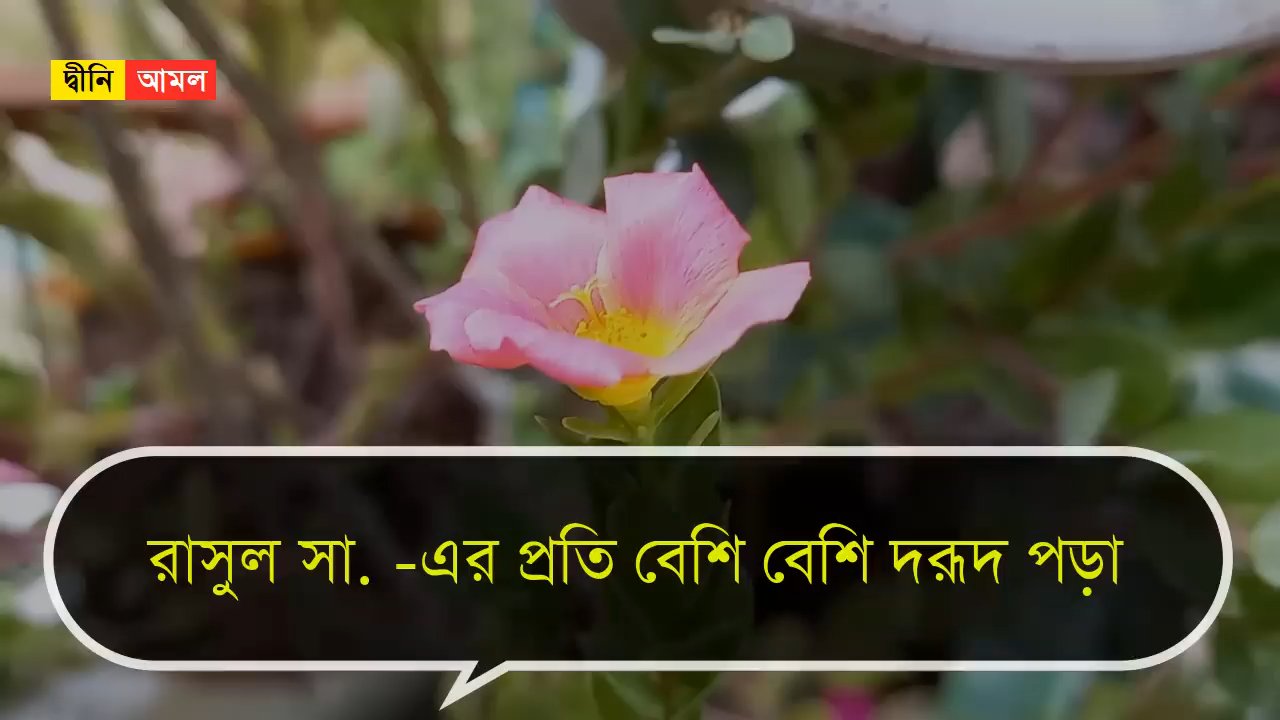 দ্বীনি আমল
রাসুল সা. -এর প্রতি বেশি বেশি দরূদ পড়া